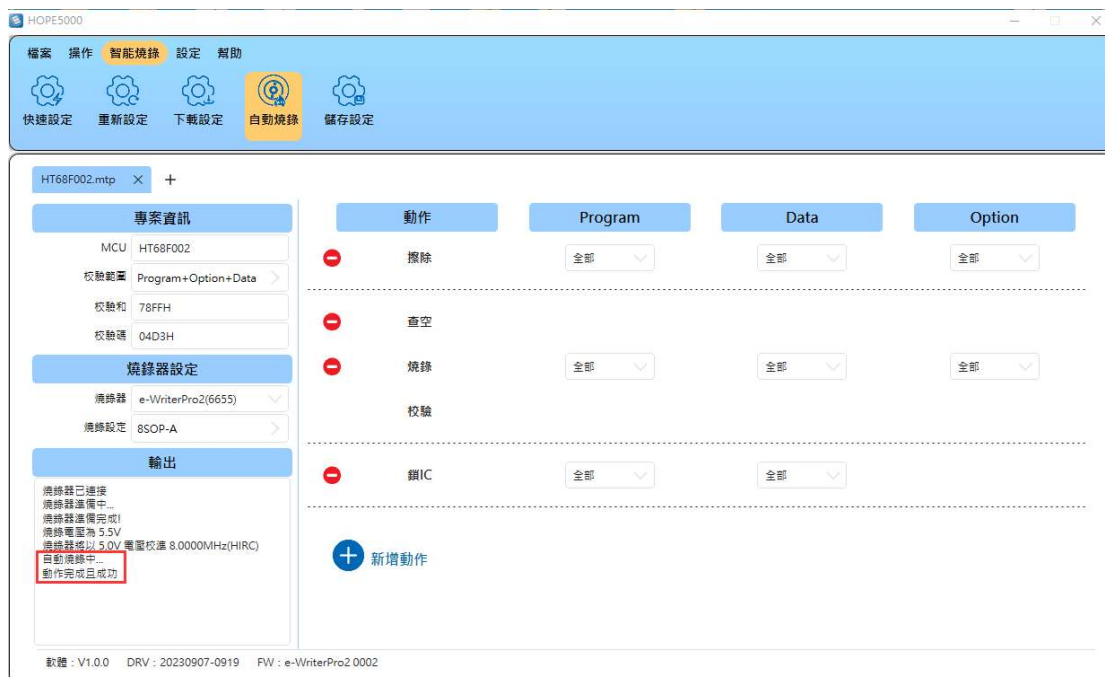 HOPE5000
檔案 操作 智能燒錄 設定 幫助
快速設定 重新設定 下載設定 自動燒錄 儲存設定
HT68F002.mtp
專案資訊
MCU HT68F002
校驗範圍 Program+Option+Data
校驗和 78FFH
校驗碼 04D3H
燒錄器設定
燒錄器 e-WriterPro2(6655)
燒錄設定 8SOP-A
輸出
燒錄器已連接
燒錄器準備中...
燒錄器準備完成!
燒錄電壓為 5.5V
燒錄器將以 5.0V 電壓校準 8.0000MHz(HIRC)
自動燒錄中...
動作完成且成功
動作 Program Data Option
擦除 全部 全部 全部
查空
燒錄 全部 全部 全部
校驗
鎖IC 全部 全部
新增動作
軟體：V1.0.0 DRV：20230907-0919 FW：e-WriterPro2 0002